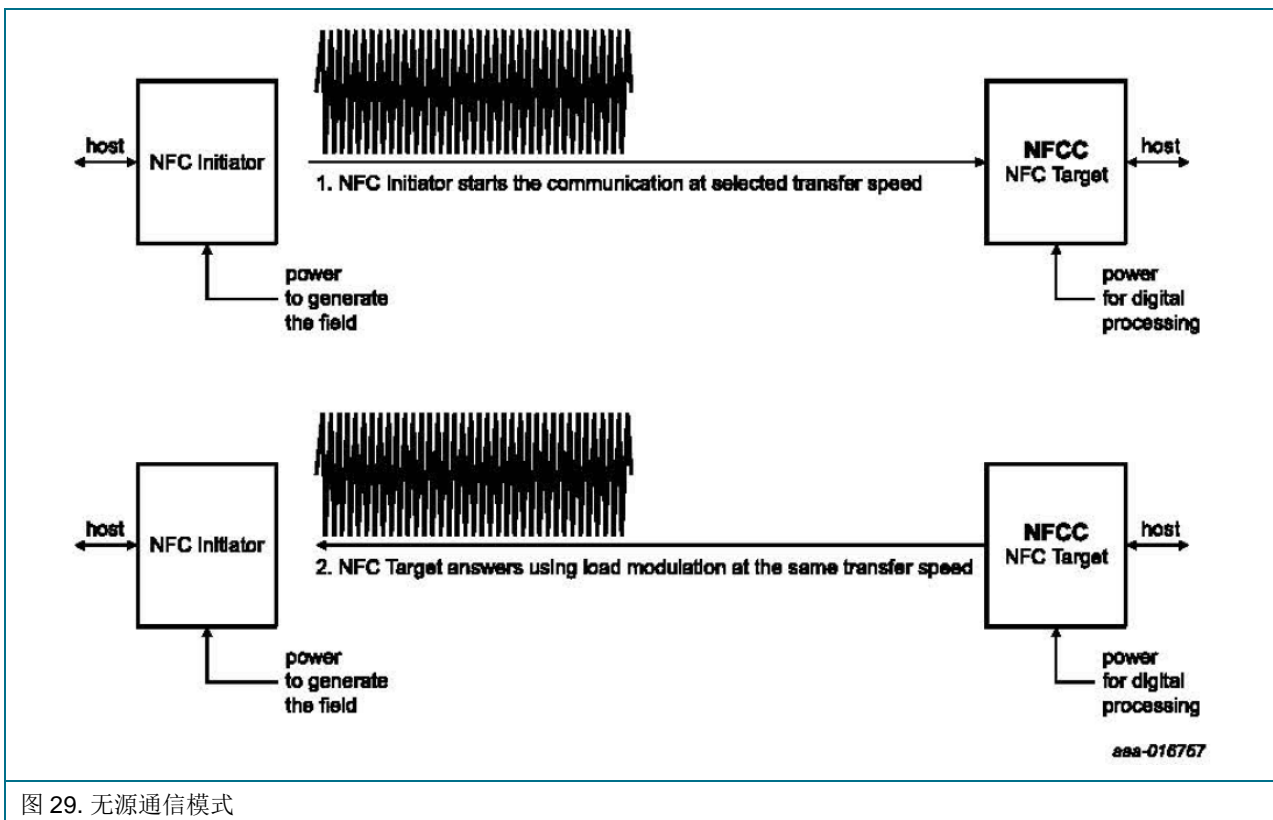 host
NFC Initiator
1. NFC Initiator starts the communication at selected transfer speed
NFCC
NFC Target
host
power
to generate
the field
power
for digital
processing
host
NFC Initiator
2. NFC Target answers using load modulation at the same transfer speed
NFCC
NFC Target
host
power
to generate
the field
power
for digital
processing
aaa-016757
图 29. 无源通信模式